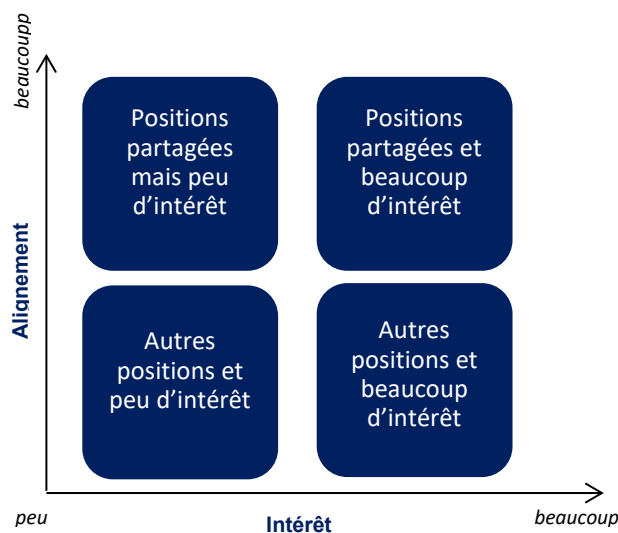 beaucoupp
Alignement
Positions
partagées
mais peu
d’intérêt
Positions
partagées et
beaucoup
d’intérêt
Autres
positions et
peu d’intérêt
Autres
positions et
beaucoup
d’intérêt
peu
Intérêt
beaucoup